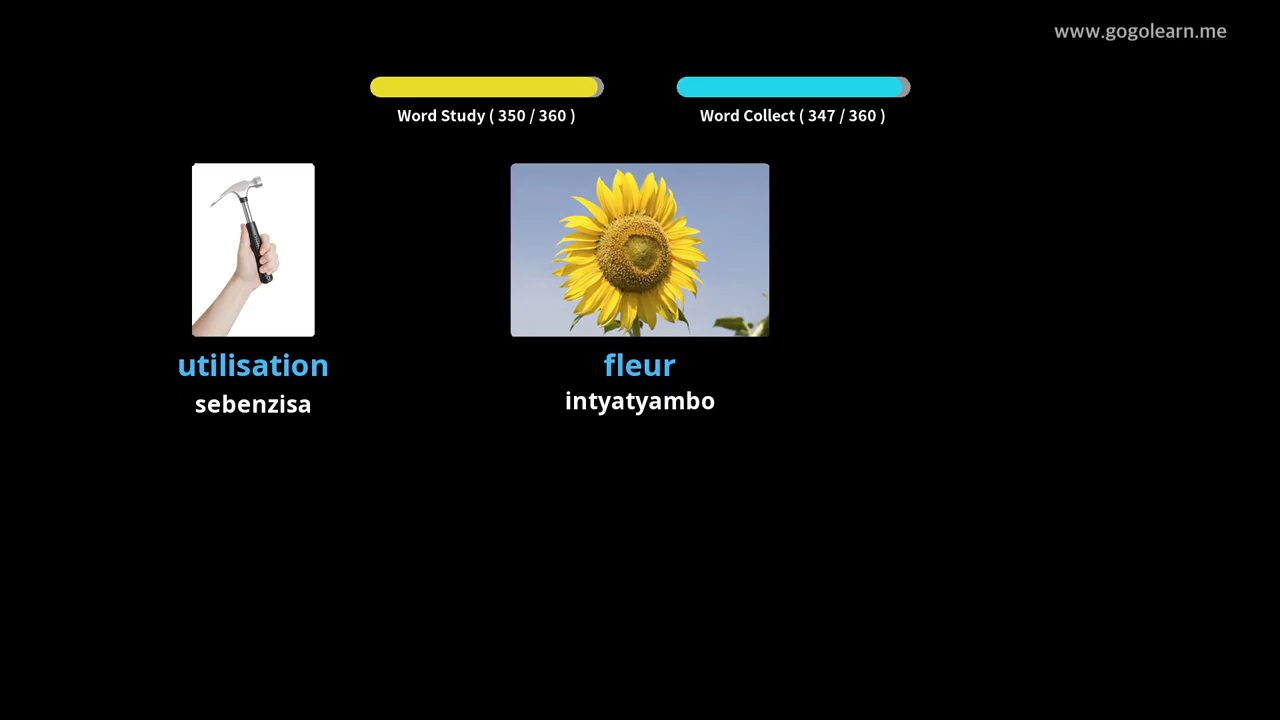 www.gogolearn.me
Word Study ( 350 / 360 )
Word Collect ( 347 / 360 )
utilisation
sebenzisa
fleur
intyatyambo